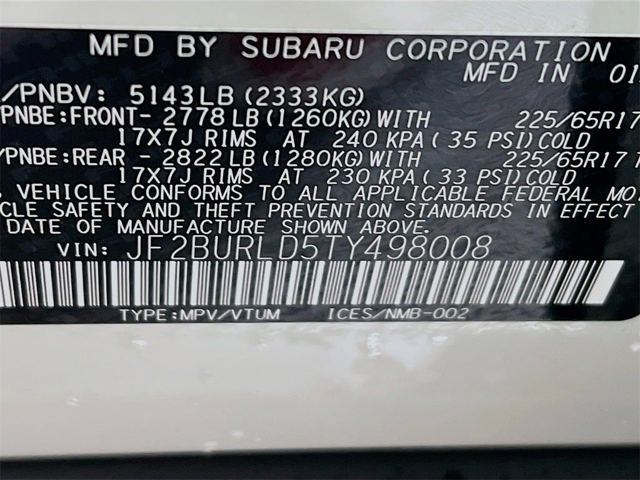 MFD BY SUBARU CORPORATION
MFD IN 01
/PNBV: 5143LB (2333KG)
PNBE:FRONT- 2778 LB (1260KG) WITH 225/65R17
17X7J RIMS AT 240 KPA ( 35 PSI) COLD
/PNBE:REAR - 2822 LB (1280KG) WITH 225/65R17
17X7J RIMS AT 230 KPA ( 33 PSI) COLD
VEHICLE CONFORMS TO ALL APPLICABLE FEDERAL MO
CLE SAFETY AND THEFT PREVENTION STANDARDS IN EFFECT
DATE OF MANUFACTURE SHOWN ABOVE.
VIN: JF2BURLD5TY498008
TYPE:MPV/VTUM ICES/NMB-002